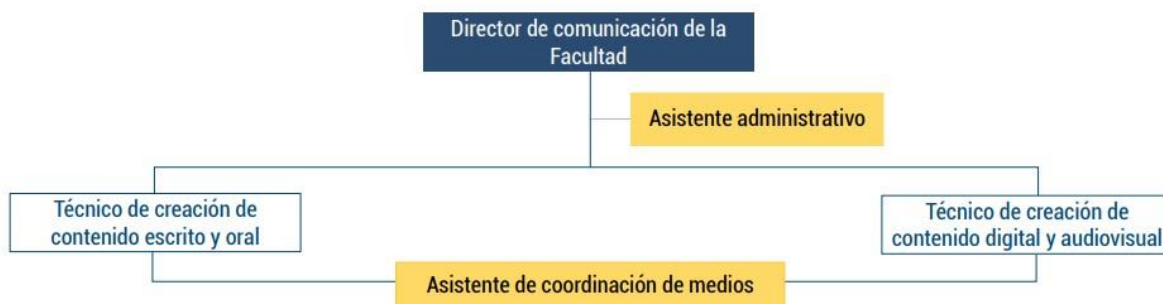 Director de comunicación de la
Facultad
Asistente administrativo
Técnico de creación de
contenido escrito y oral
Técnico de creación de
contenido digital y audiovisual
Asistente de coordinación de medios